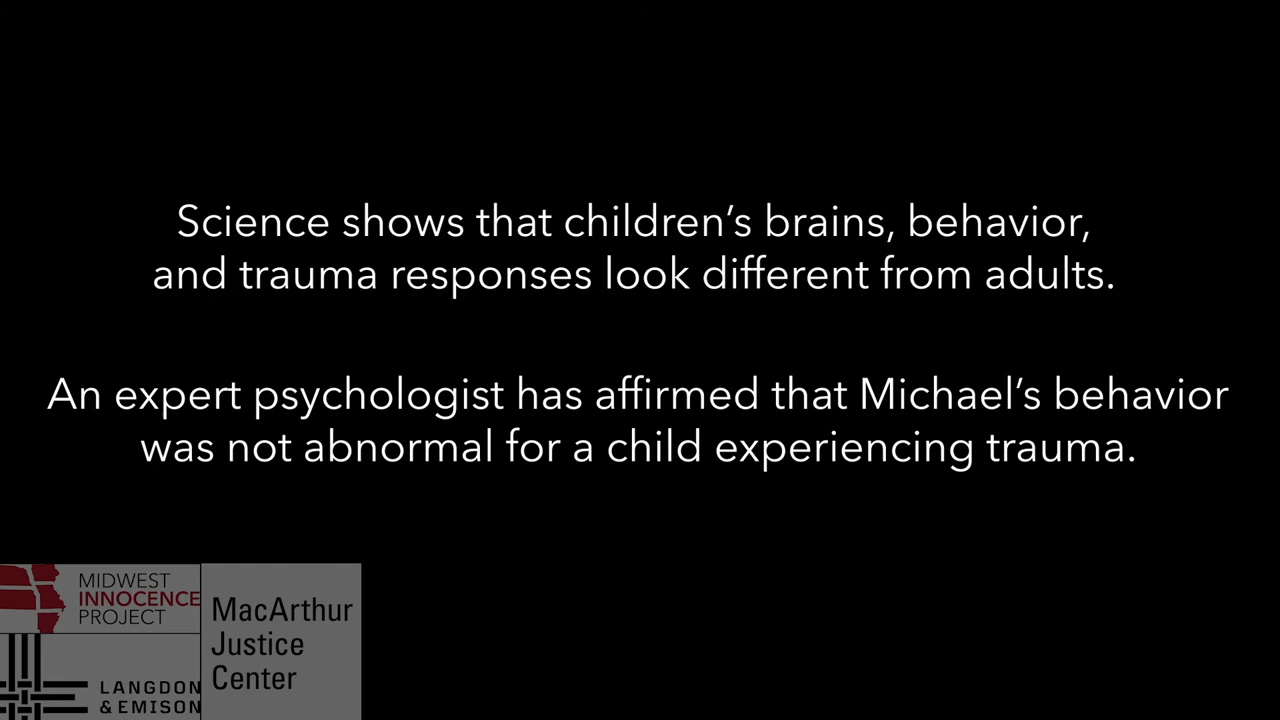 Science shows that children’s brains, behavior,
and trauma responses look different from adults.
An expert psychologist has affirmed that Michael’s behavior
was not abnormal for a child experiencing trauma.
MIDWEST
INNOCENCE
PROJECT
MacArthur
Justice
Center
LANGDON
& EMISON